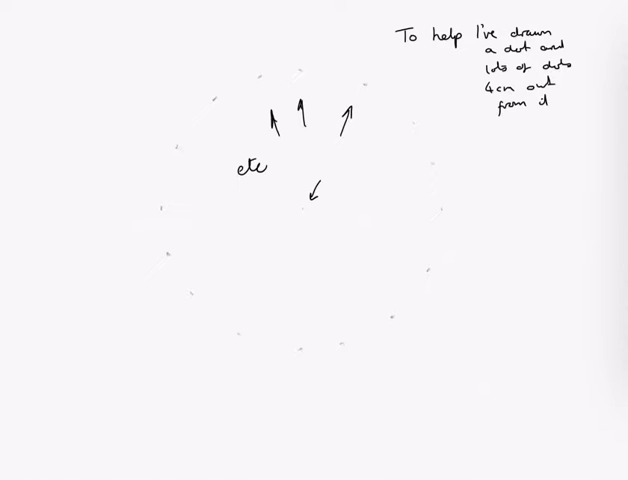 To help I've drawn
a dot and
lots of dots
4cm out
from it
etc